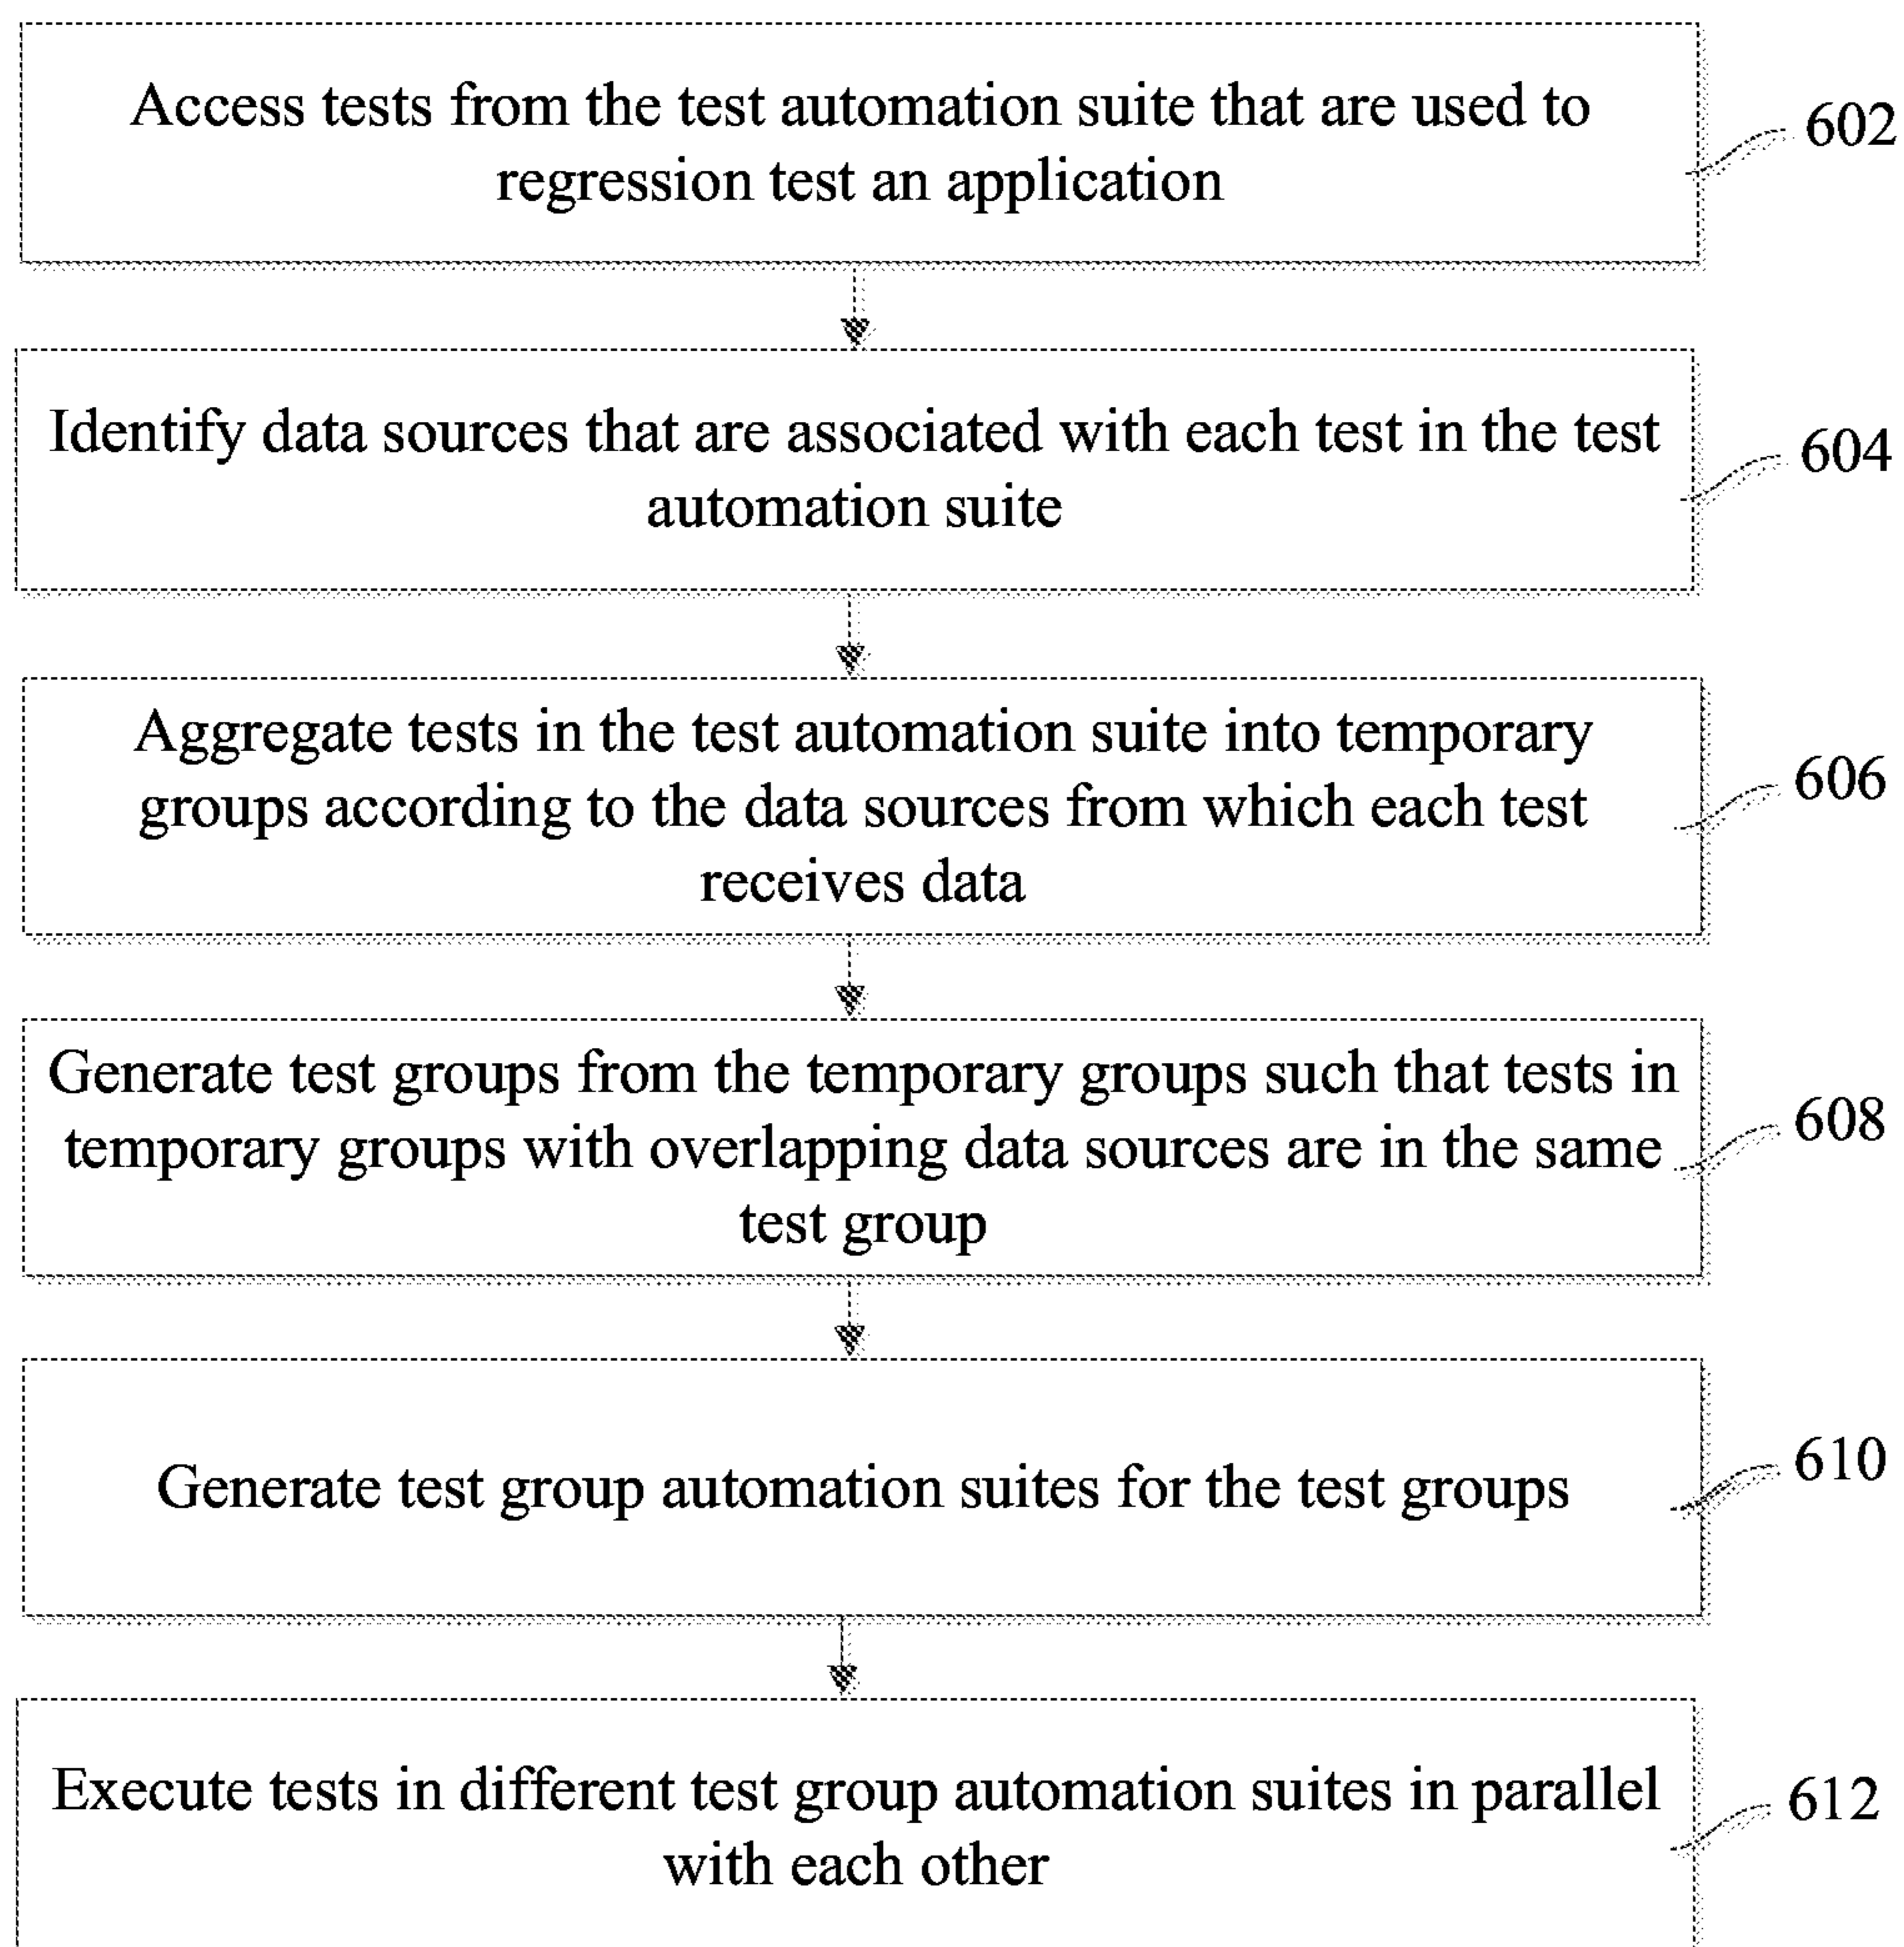 Access tests from the test automation suite that are used to
regression test an application
602
Identify data sources that are associated with each test in the test
automation suite
604
Aggregate tests in the test automation suite into temporary
groups according to the data sources from which each test
receives data
606
Generate test groups from the temporary groups such that tests in
temporary groups with overlapping data sources are in the same
test group
608
Generate test group automation suites for the test groups
610
Execute tests in different test group automation suites in parallel
with each other
612